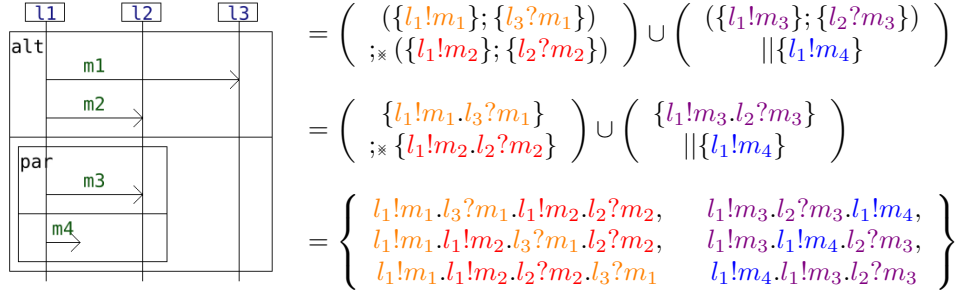 l1 l2 l3
alt
m1
m2
par
m3
m4
= ( ({l₁!m₁}; {l₃?m₁}) ;⨳ ({l₁!m₂}; {l₂?m₂}) ) ∪ ( ({l₁!m₃}; {l₂?m₃}) ||{l₁!m₄} )
= ( {l₁!m₁.l₃?m₁} ;⨳ {l₁!m₂.l₂?m₂} ) ∪ ( {l₁!m₃.l₂?m₃} ||{l₁!m₄} )
= { l₁!m₁.l₃?m₁.l₁!m₂.l₂?m₂, l₁!m₃.l₂?m₃.l₁!m₄,
l₁!m₁.l₁!m₂.l₃?m₁.l₂?m₂, l₁!m₃.l₁!m₄.l₂?m₃,
l₁!m₁.l₁!m₂.l₂?m₂.l₃?m₁ l₁!m₄.l₁!m₃.l₂?m₃ }